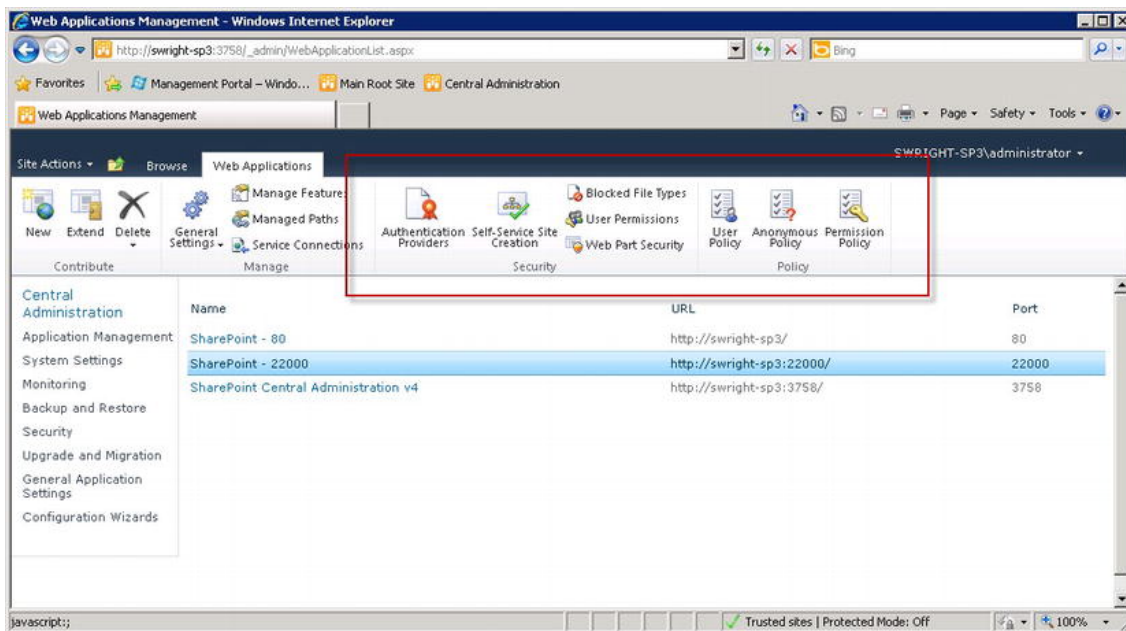 Web Applications Management - Windows Internet Explorer
http://swright-sp3:3758/_admin/WebApplicationList.aspx
Bing
Favorites Management Portal – Windo... Main Root Site Central Administration
Web Applications Management
Page Safety Tools
SWRIGHT-SP3\administrator
Site Actions Browse Web Applications
New Extend Delete
Contribute
General Settings
Manage Features
Managed Paths
Service Connections
Manage
Authentication Providers
Self-Service Site Creation
Blocked File Types
User Permissions
Web Part Security
Security
User Policy
Anonymous Policy
Permission Policy
Policy
Central Administration
Application Management
System Settings
Monitoring
Backup and Restore
Security
Upgrade and Migration
General Application Settings
Configuration Wizards
Name URL Port
SharePoint - 80 http://swright-sp3/ 80
SharePoint - 22000 http://swright-sp3:22000/ 22000
SharePoint Central Administration v4 http://swright-sp3:3758/ 3758
javascript:; Trusted sites | Protected Mode: Off 100%